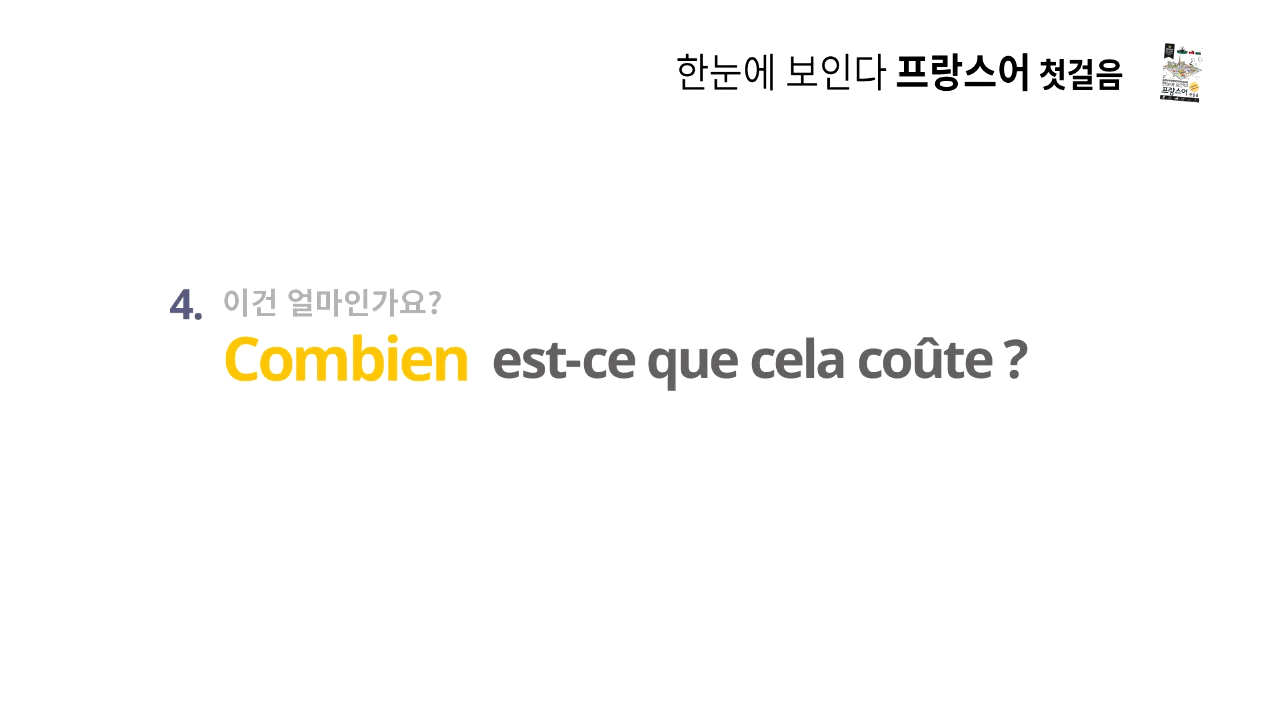 한눈에 보인다 프랑스어 첫걸음
4. 이건 얼마인가요?
Combien est-ce que cela coûte ?